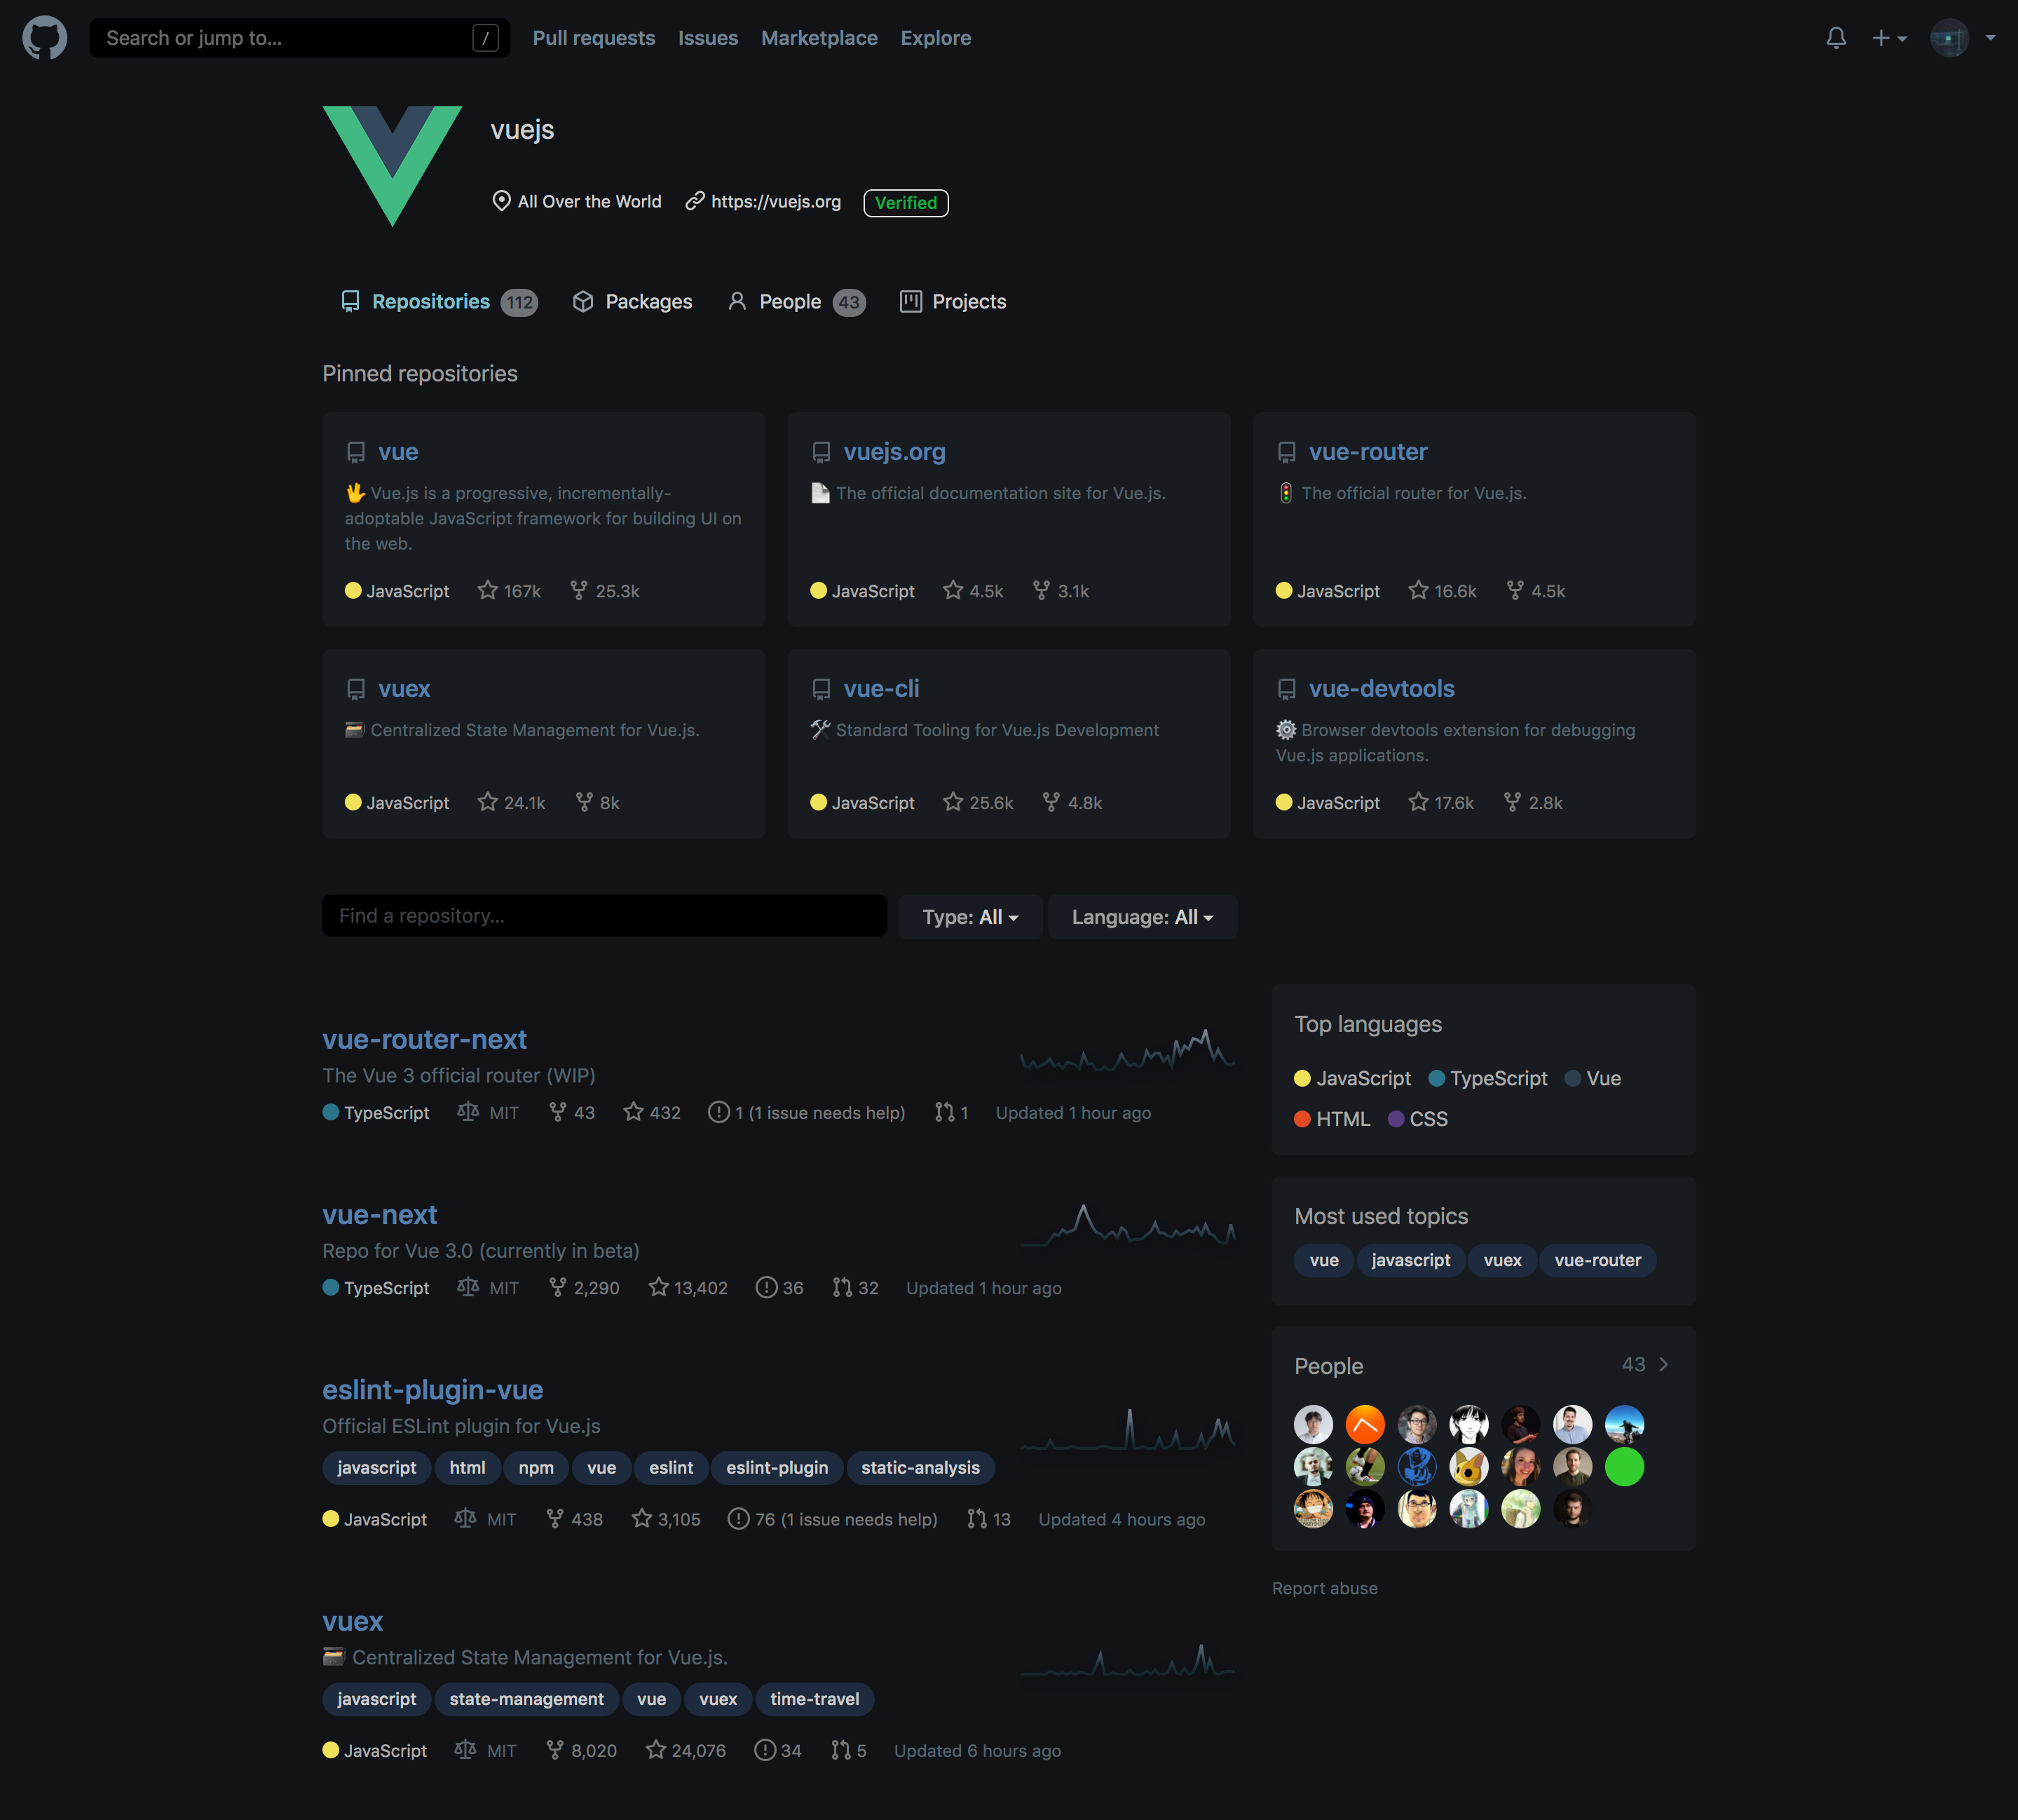 Search or jump to... /
Pull requests Issues Marketplace Explore
vuejs
All Over the World https://vuejs.org Verified
Repositories 112 Packages People 43 Projects
Pinned repositories
vue
🖖 Vue.js is a progressive, incrementally-
adoptable JavaScript framework for building UI on
the web.
JavaScript 167k 25.3k
vuejs.org
📄 The official documentation site for Vue.js.
JavaScript 4.5k 3.1k
vue-router
🚦 The official router for Vue.js.
JavaScript 16.6k 4.5k
vuex
🗃️ Centralized State Management for Vue.js.
JavaScript 24.1k 8k
vue-cli
🛠️ Standard Tooling for Vue.js Development
JavaScript 25.6k 4.8k
vue-devtools
⚙️ Browser devtools extension for debugging
Vue.js applications.
JavaScript 17.6k 2.8k
Find a repository...
Type: All Language: All
vue-router-next
The Vue 3 official router (WIP)
TypeScript MIT 43 432 1 (1 issue needs help) 1 Updated 1 hour ago
vue-next
Repo for Vue 3.0 (currently in beta)
TypeScript MIT 2,290 13,402 36 32 Updated 1 hour ago
eslint-plugin-vue
Official ESLint plugin for Vue.js
javascript html npm vue eslint eslint-plugin static-analysis
JavaScript MIT 438 3,105 76 (1 issue needs help) 13 Updated 4 hours ago
vuex
🗃️ Centralized State Management for Vue.js.
javascript state-management vue vuex time-travel
JavaScript MIT 8,020 24,076 34 5 Updated 6 hours ago
Top languages
JavaScript TypeScript Vue
HTML CSS
Most used topics
vue javascript vuex vue-router
People 43
Report abuse